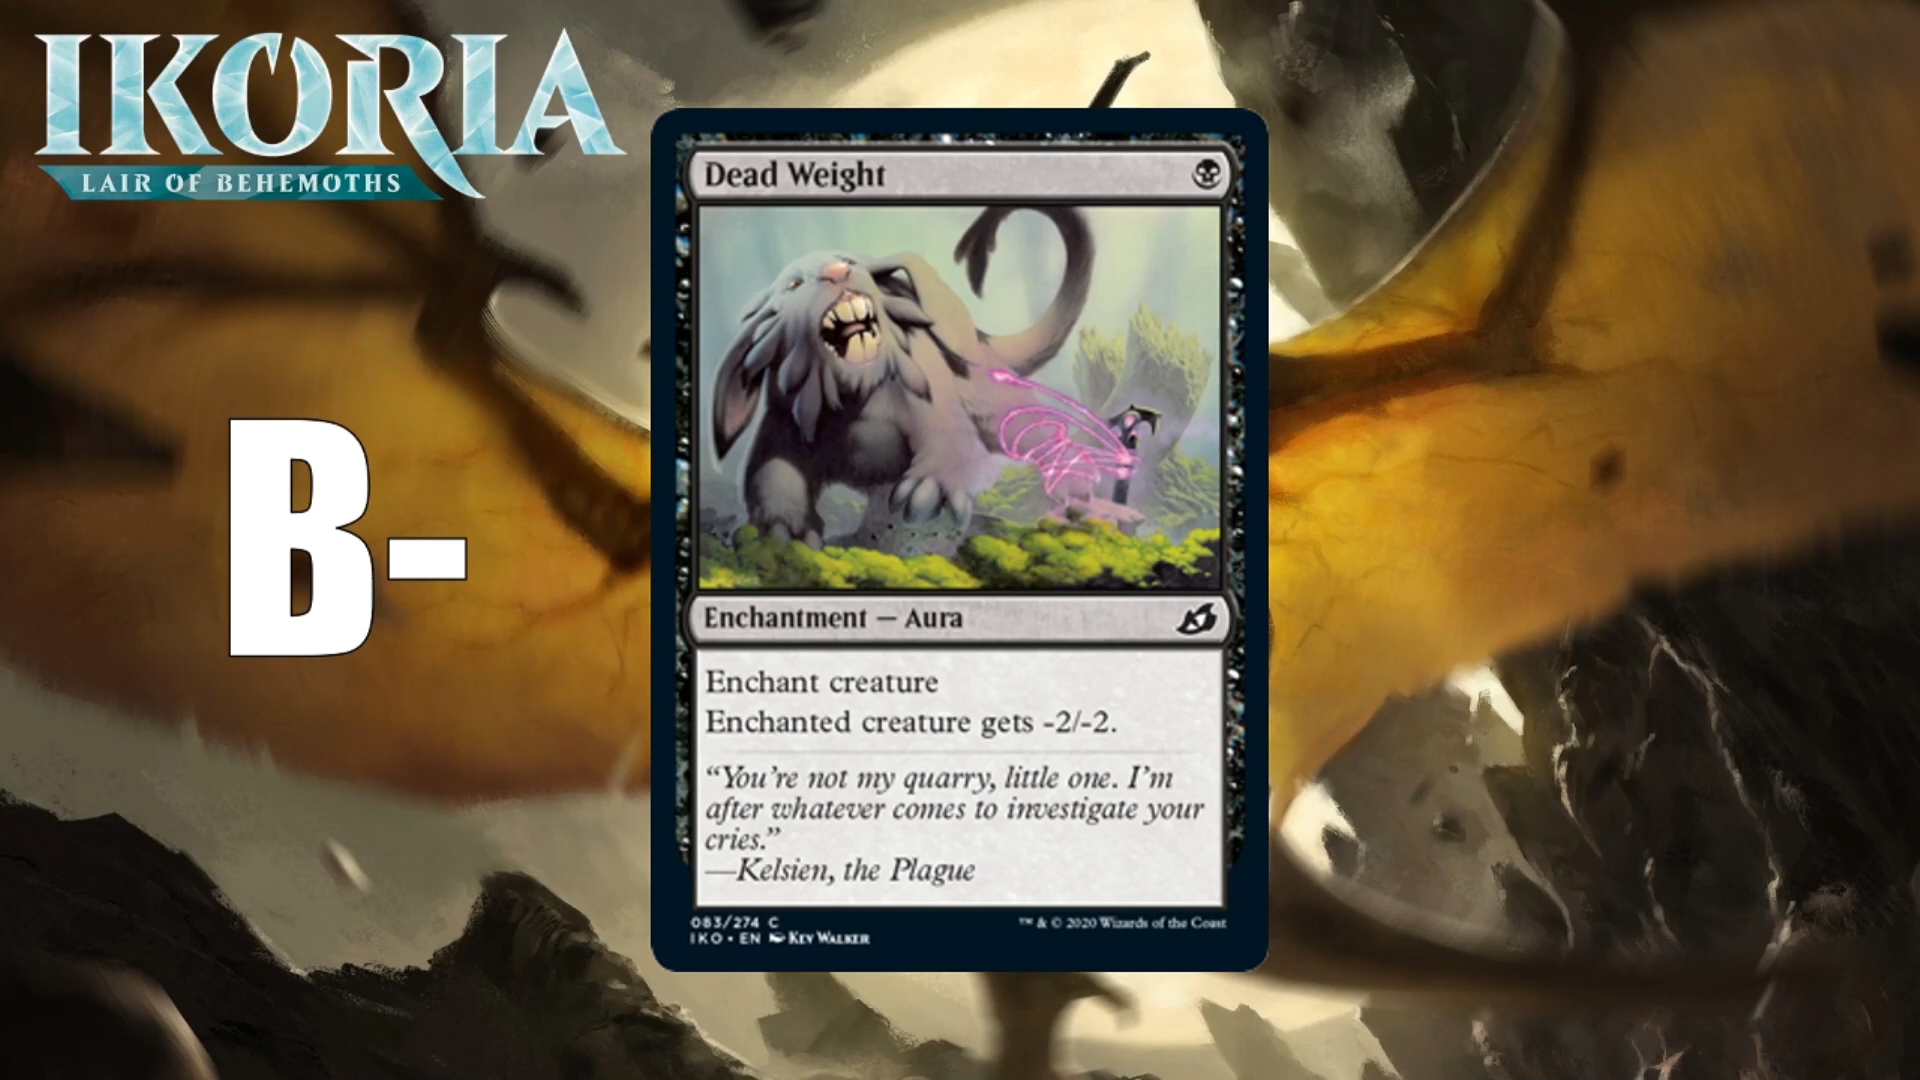 IKORIA
LAIR OF BEHEMOTHS
B-
Dead Weight
Enchantment — Aura
Enchant creature
Enchanted creature gets -2/-2.
“You’re not my quarry, little one. I’m
after whatever comes to investigate your
cries.”
—Kelsien, the Plague
083/274 C
™ & © 2020 Wizards of the Coast
IKO • EN Kev Walker